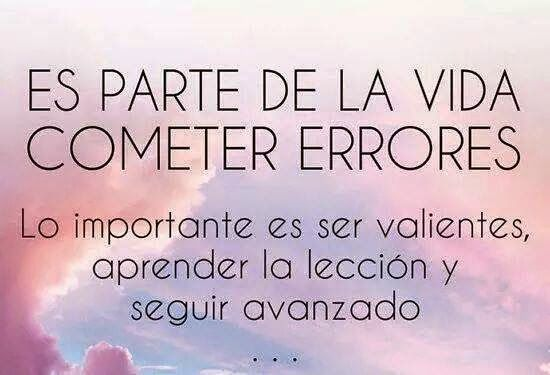 ES PARTE DE LA VIDA
COMETER ERRORES
Lo importante es ser valientes,
aprender la lección y
seguir avanzado
. . .